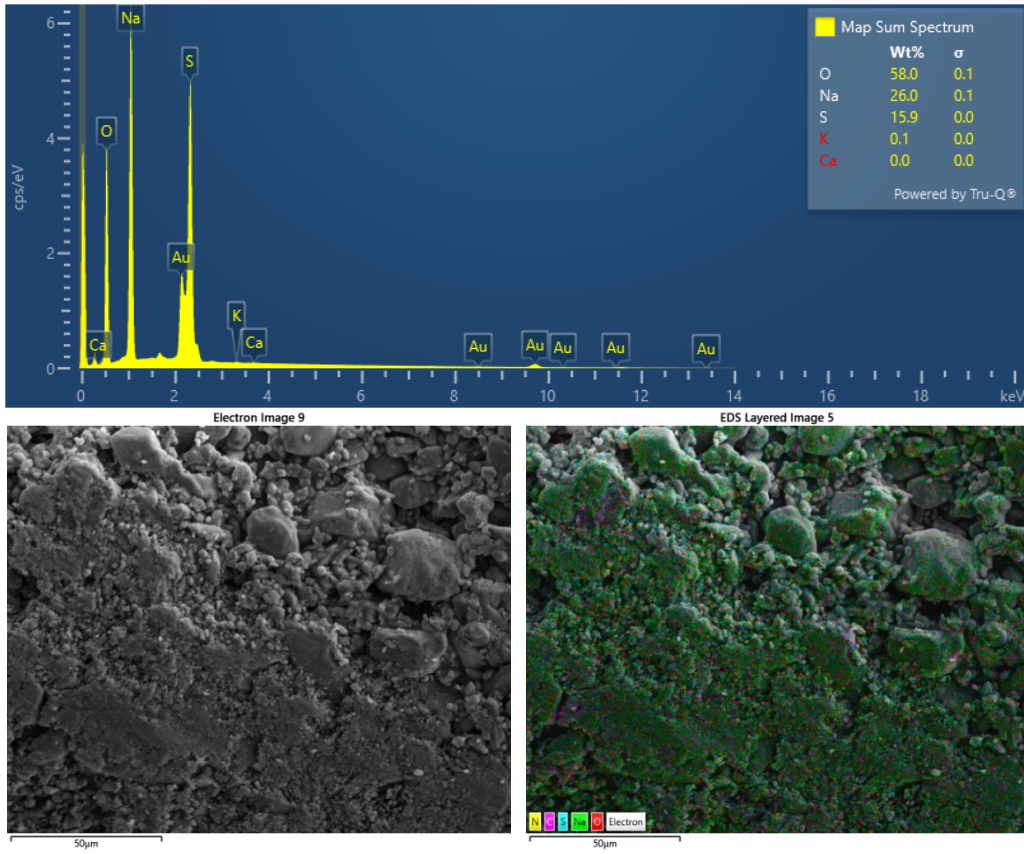 Map Sum Spectrum
Wt% σ
O 58.0 0.1
Na 26.0 0.1
S 15.9 0.0
K 0.1 0.0
Ca 0.0 0.0
Powered by Tru-Q®
cps/eV
6
4
2
0
Na
S
O
Au
K
Ca
Ca
Au
Au
Au
Au
Au
0 2 4 6 8 10 12 14 16 18 keV
Electron Image 9
EDS Layered Image 5
N C S Na O Electron
50µm
50µm